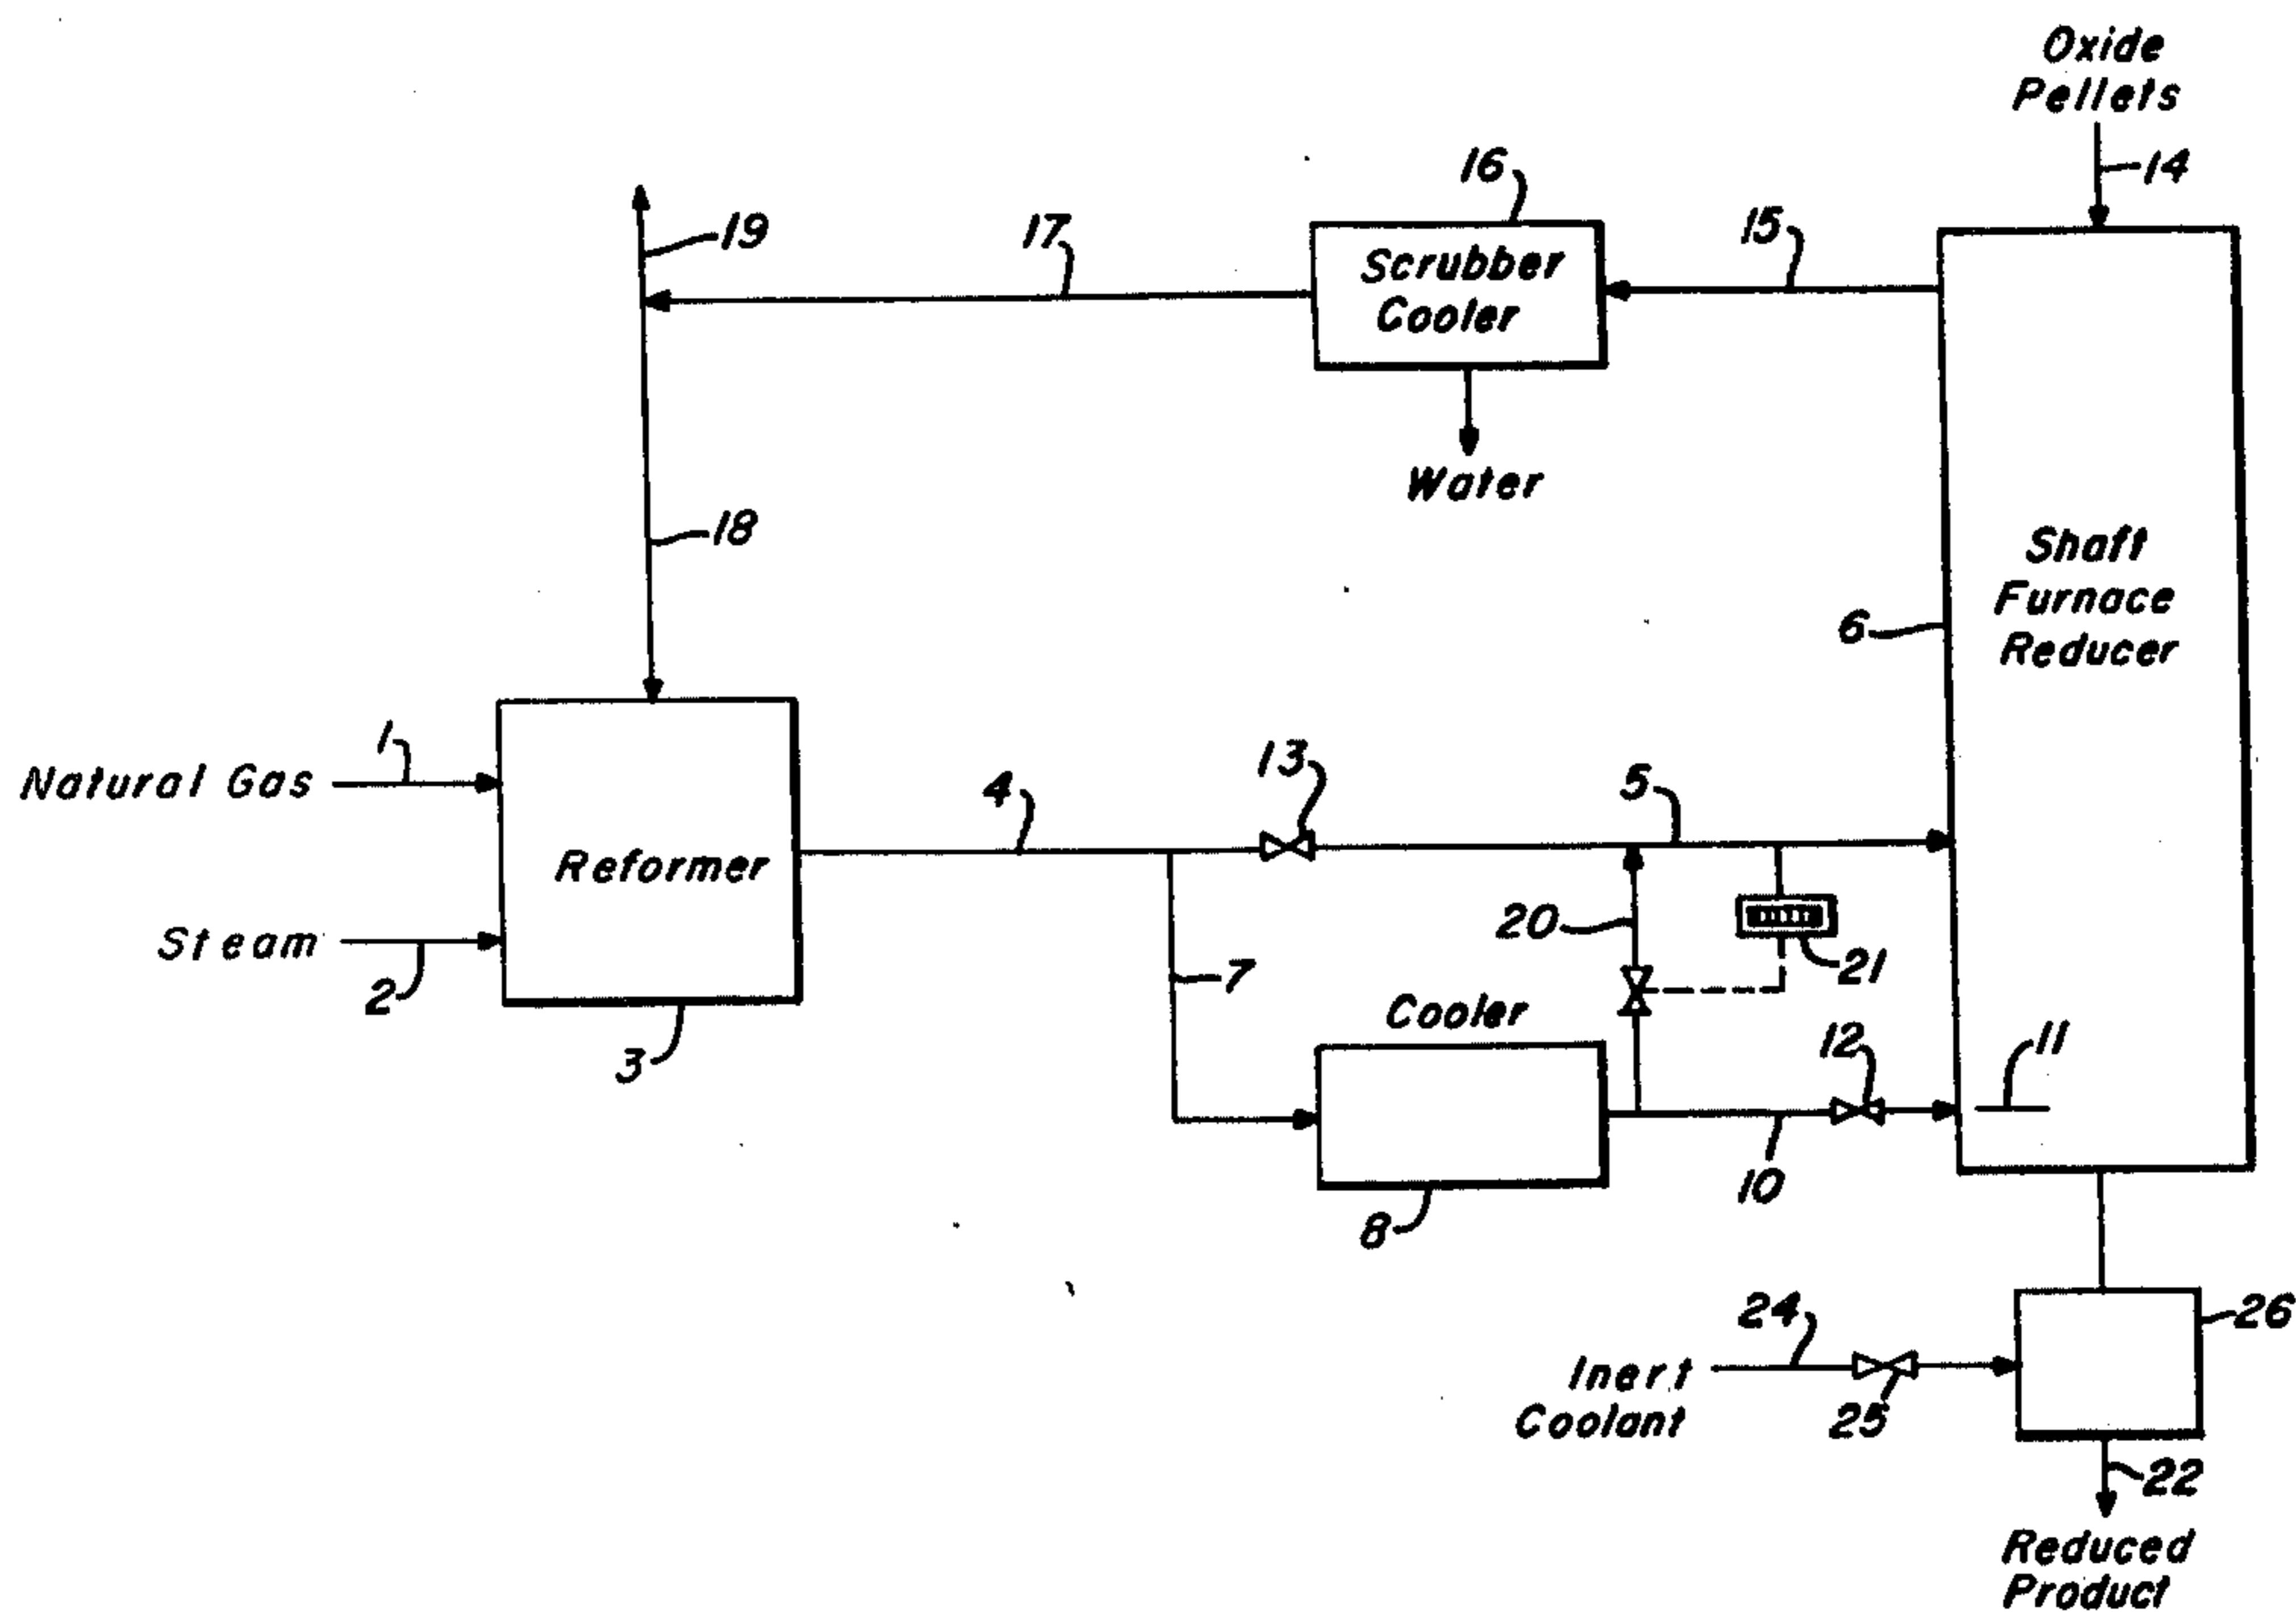 Oxide
Pellets
14
16
15
19
17
Scrubber
Cooler
Water
18
Shaft
Furnace
Reducer
6
1
Natural Gas
13
5
4
Reformer
Steam
2
20
21
7
3
Cooler
12
11
10
8
24
26
Inert
Coolant
25
22
Reduced
Product